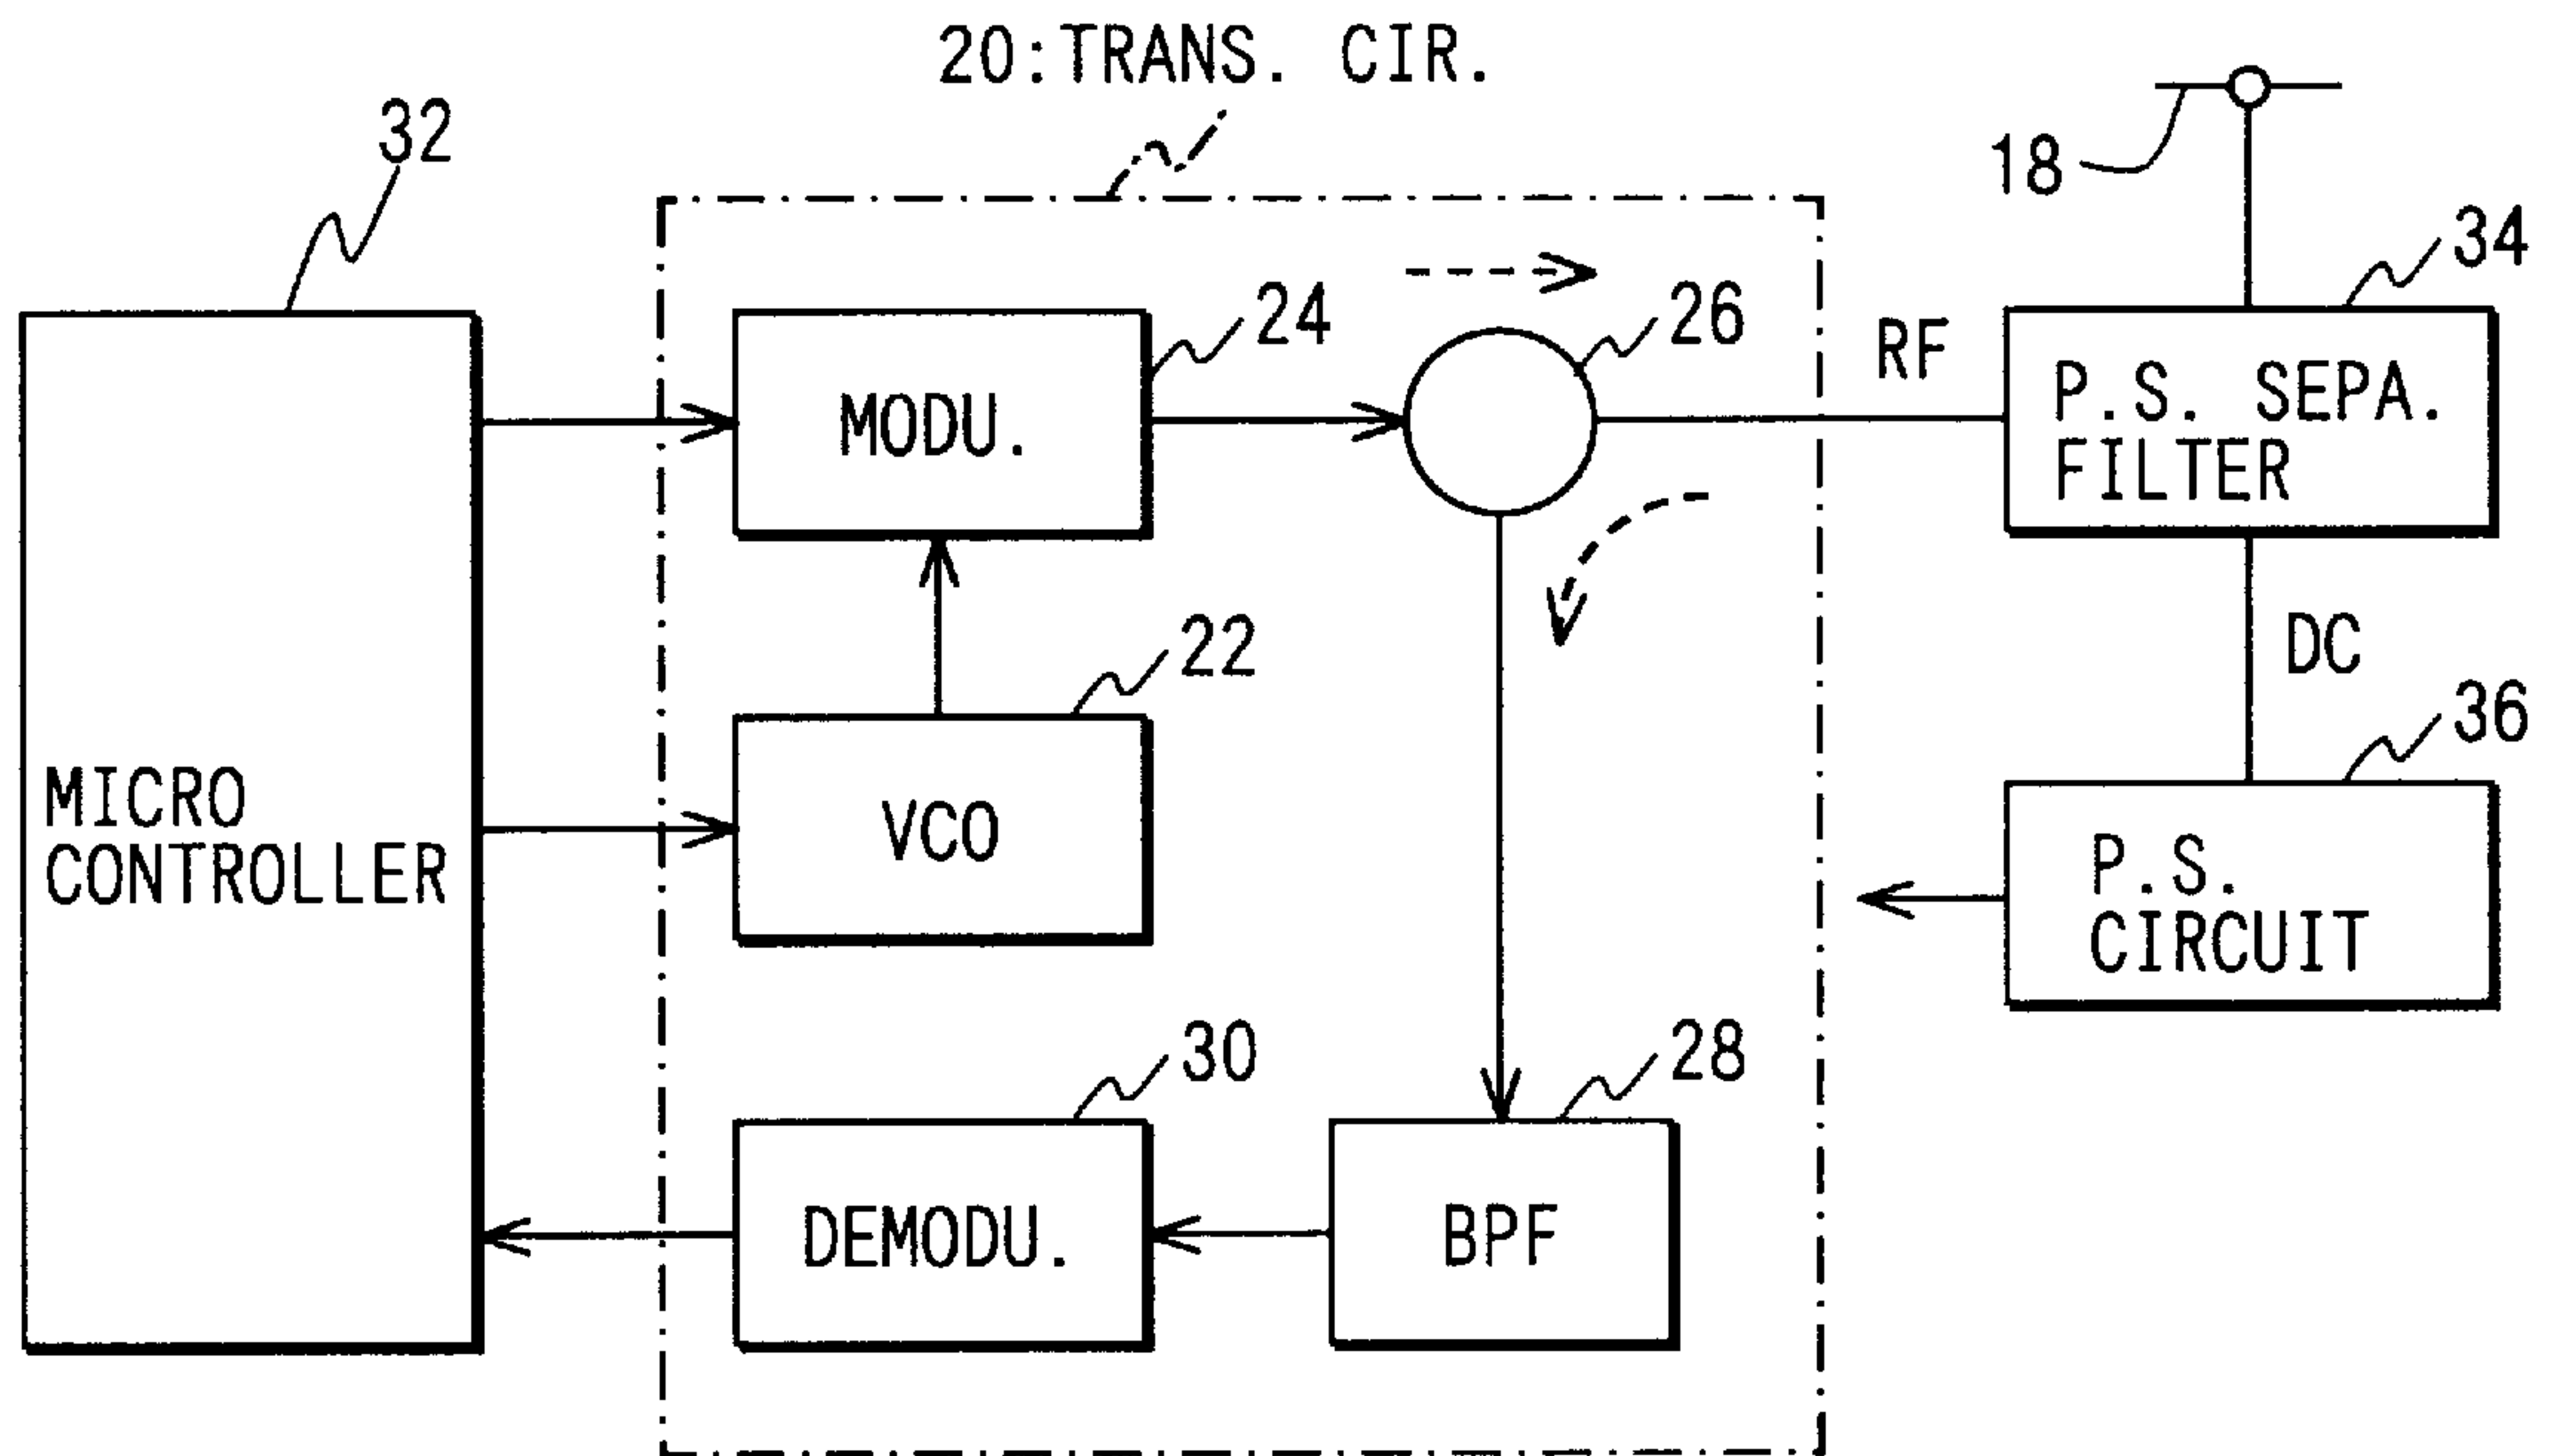 20:TRANS. CIR.
32
18
34
24
26
RF
P.S. SEPA.
FILTER
MODU.
22
DC
36
MICRO
CONTROLLER
VCO
P.S.
CIRCUIT
30
28
DEMODU.
BPF